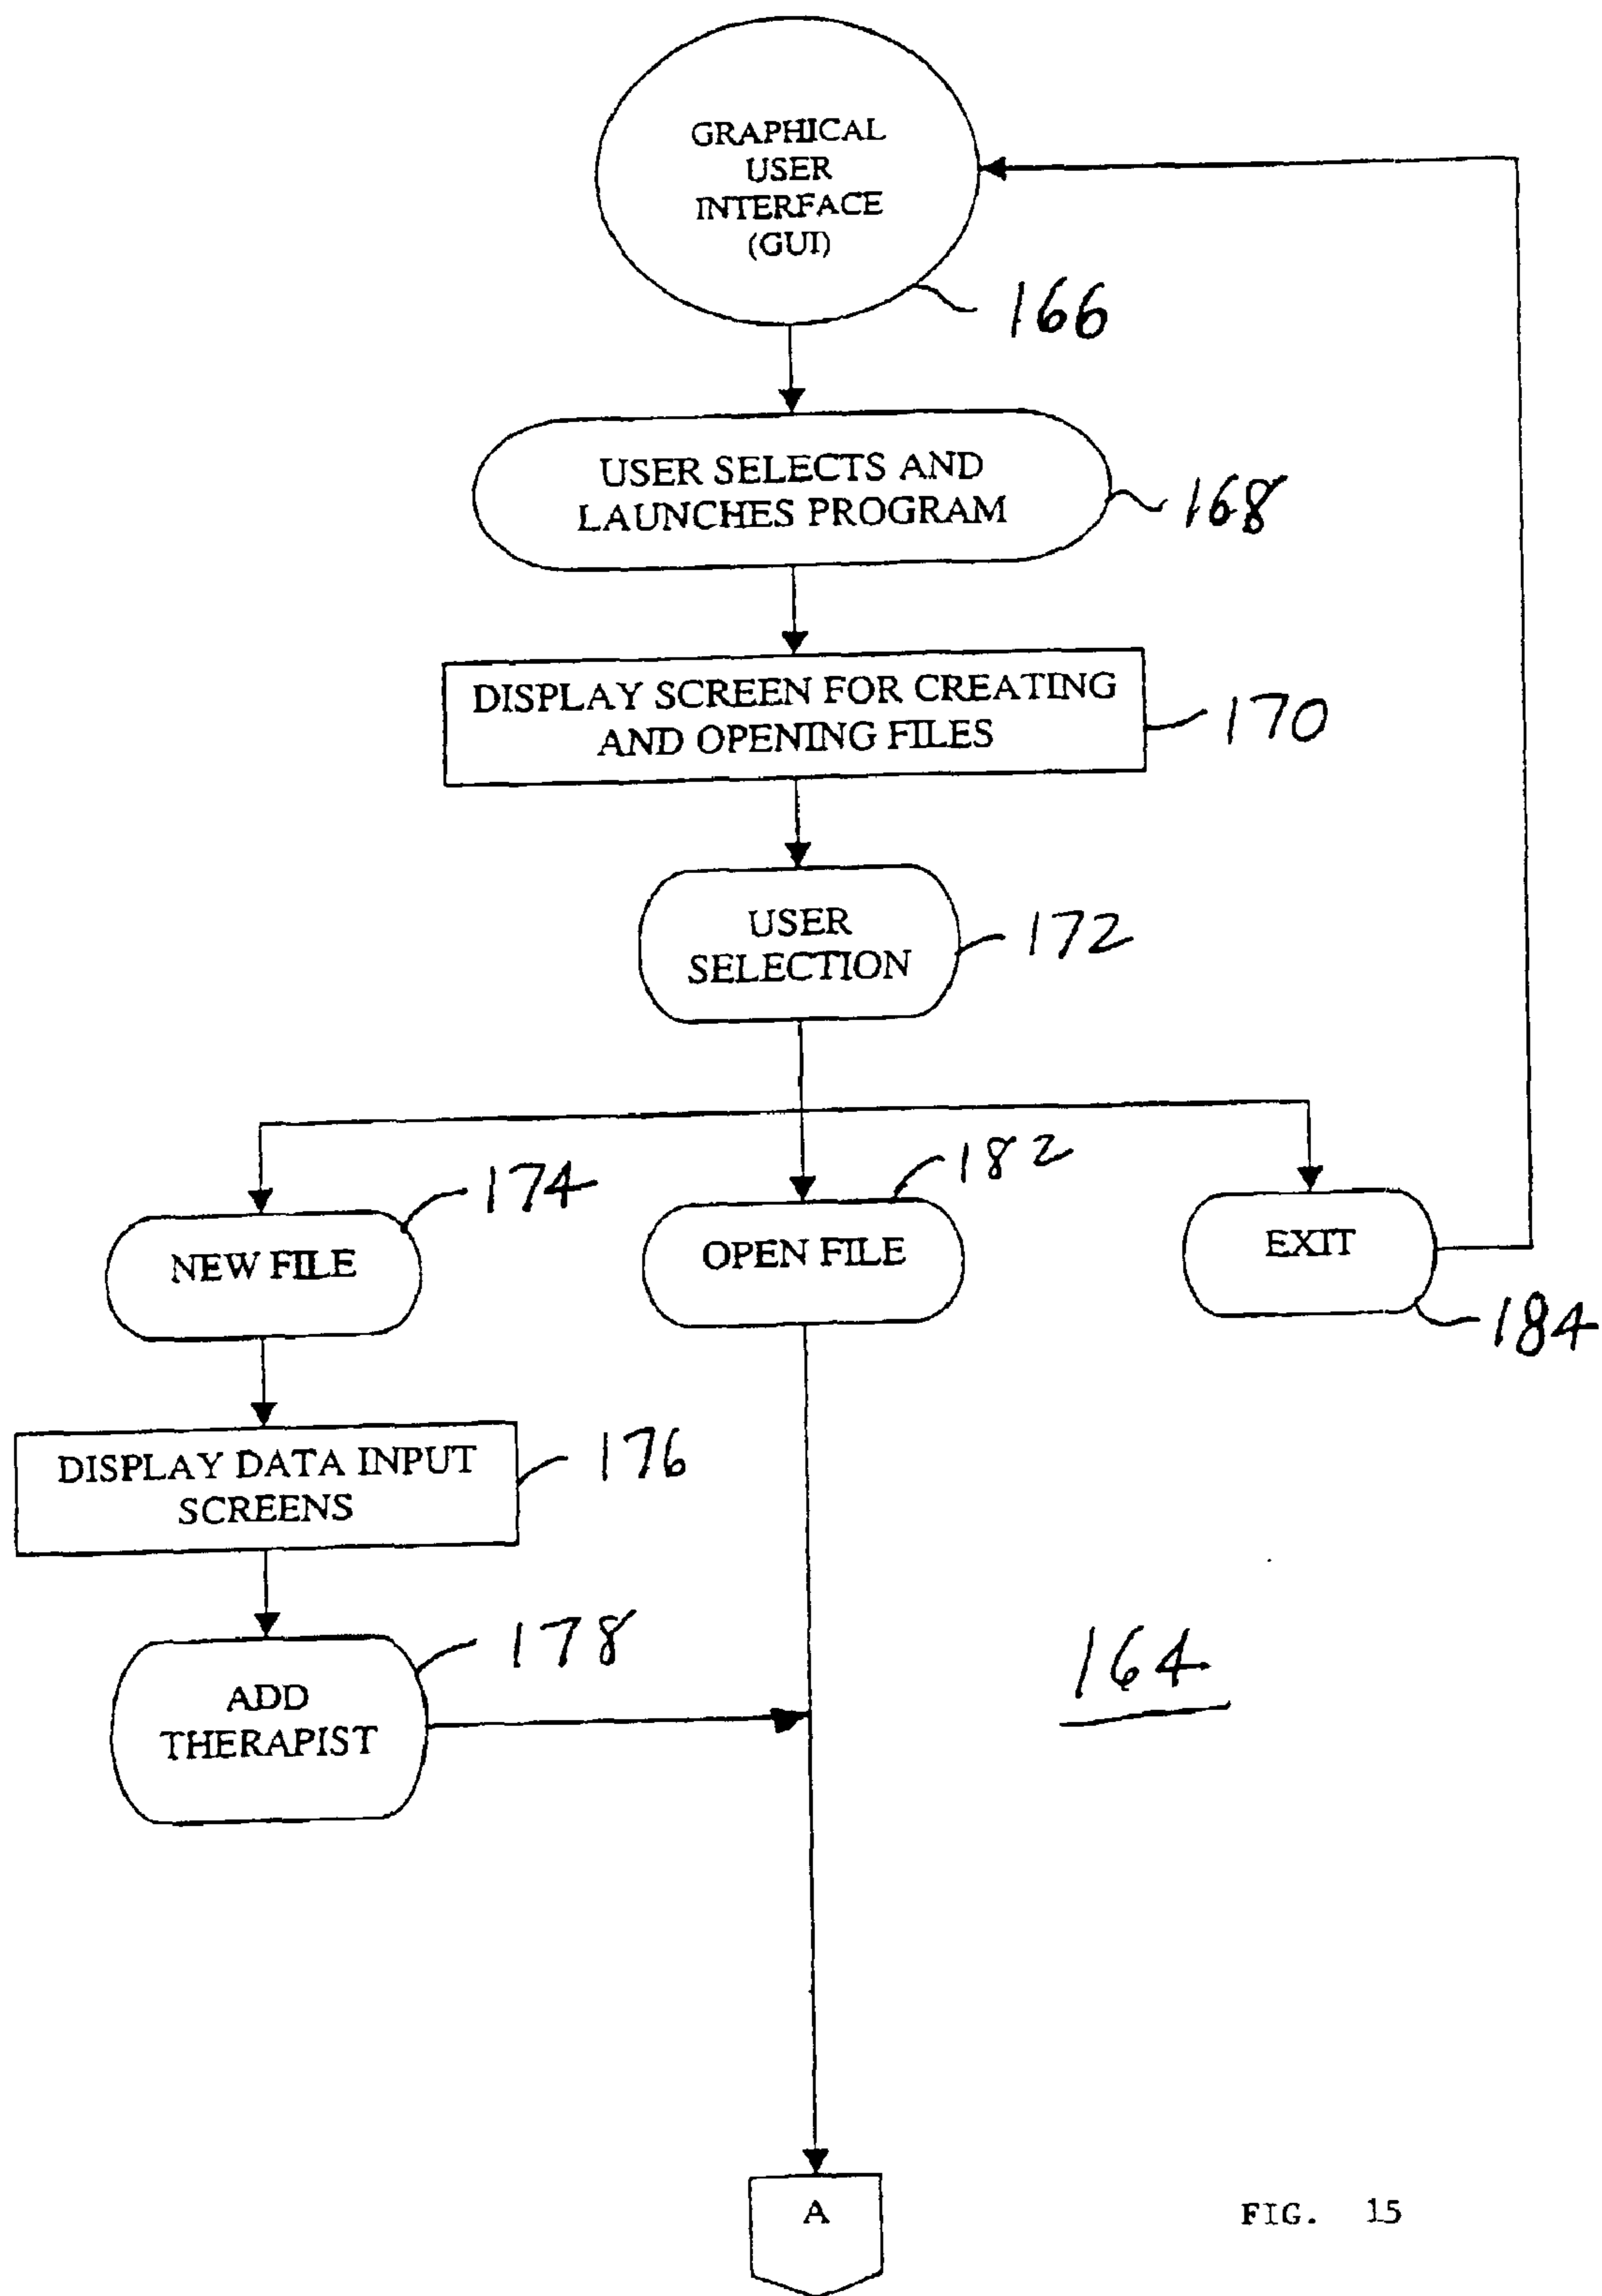 GRAPHICAL
USER
INTERFACE
(GUI)
166
USER SELECTS AND
LAUNCHES PROGRAM
168
DISPLAY SCREEN FOR CREATING
AND OPENING FILES
170
USER
SELECTION
172
174
NEW FILE
182
OPEN FILE
EXIT
184
DISPLAY DATA INPUT
SCREENS
176
178
ADD
THERAPIST
164
A
FIG. 15